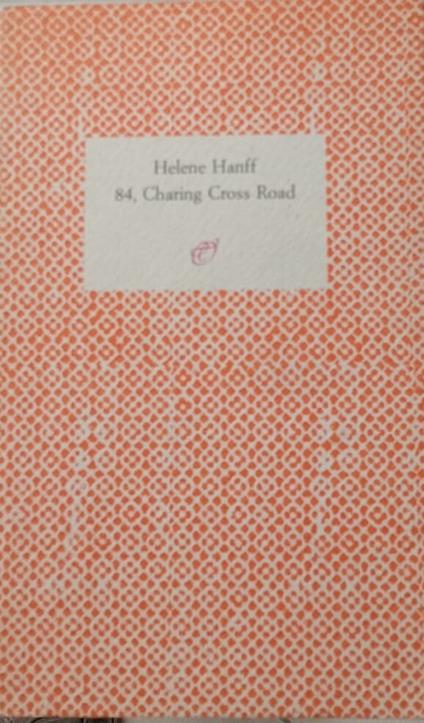 Helene Hanff
84, Charing Cross Road